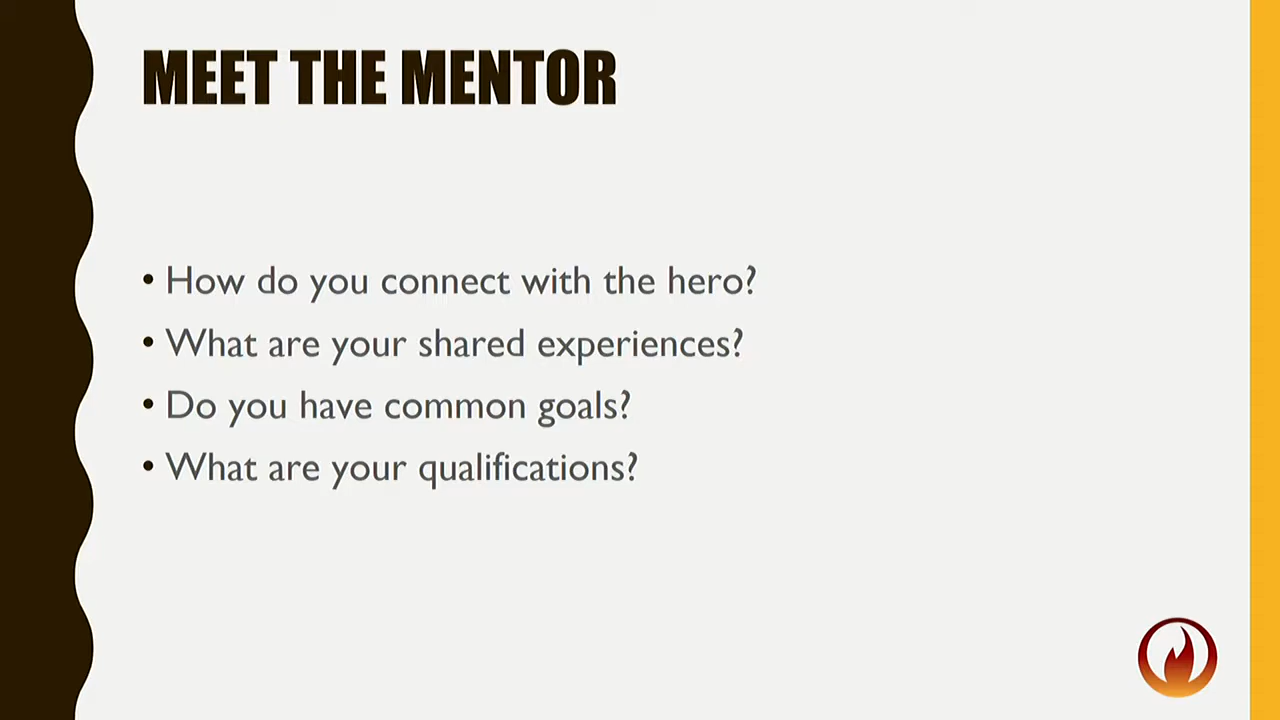 MEET THE MENTOR
• How do you connect with the hero?
• What are your shared experiences?
• Do you have common goals?
• What are your qualifications?